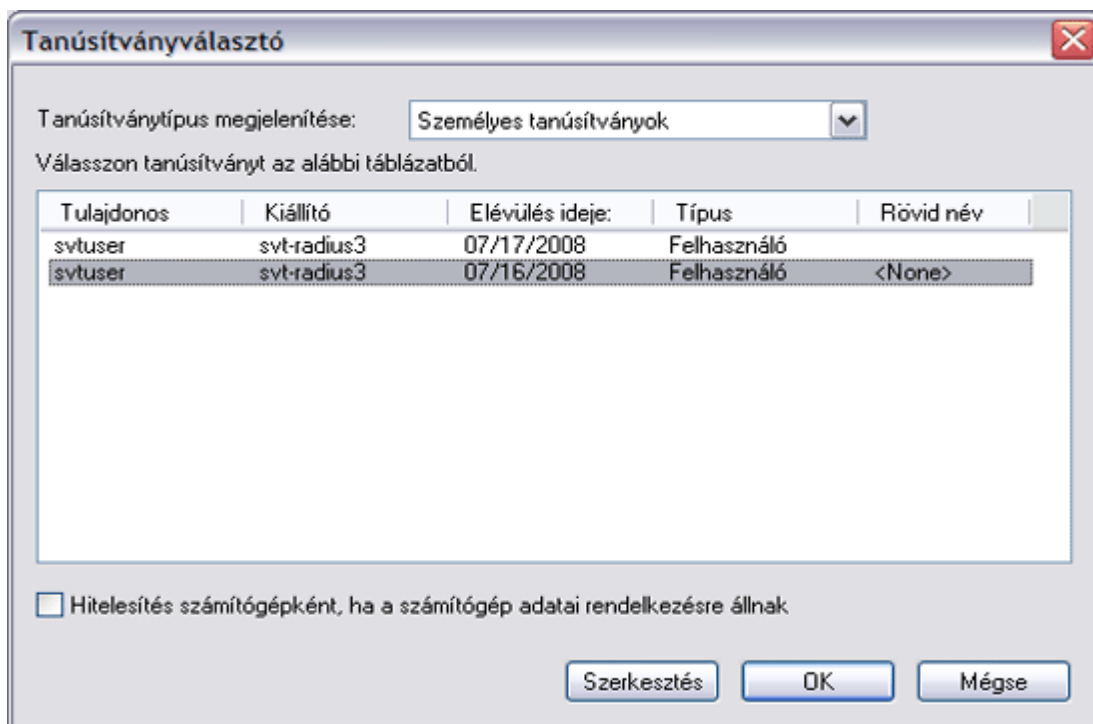 Tanúsítványválasztó
Tanúsítványtípus megjelenítése: Személyes tanúsítványok
Válasszon tanúsítványt az alábbi táblázatból.
Tulajdonos Kiállító Elévülés ideje: Típus Rövid név
svtuser svt-radius3 07/17/2008 Felhasználó
svtuser svt-radius3 07/16/2008 Felhasználó <None>
Hitelesítés számítógépként, ha a számítógép adatai rendelkezésre állnak
Szerkesztés OK Mégse